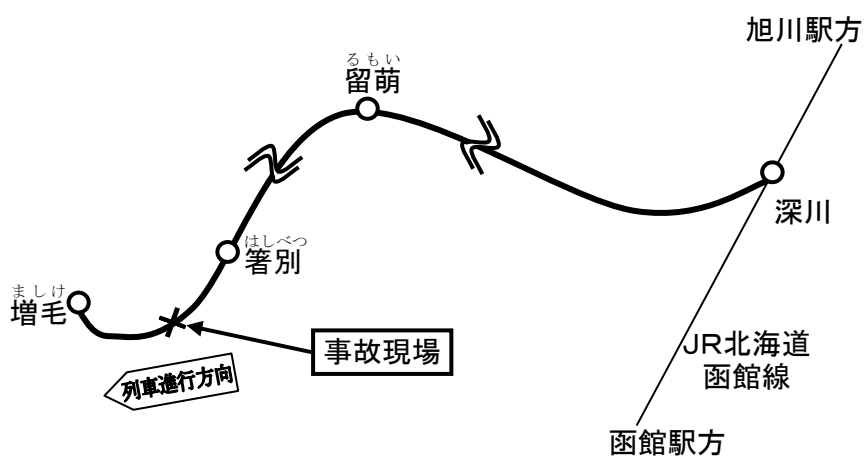 旭川駅方
るもい
留萌
深川
はしべつ
箸別
ましけ
増毛
事故現場
列車進行方向
JR北海道
函館線
函館駅方